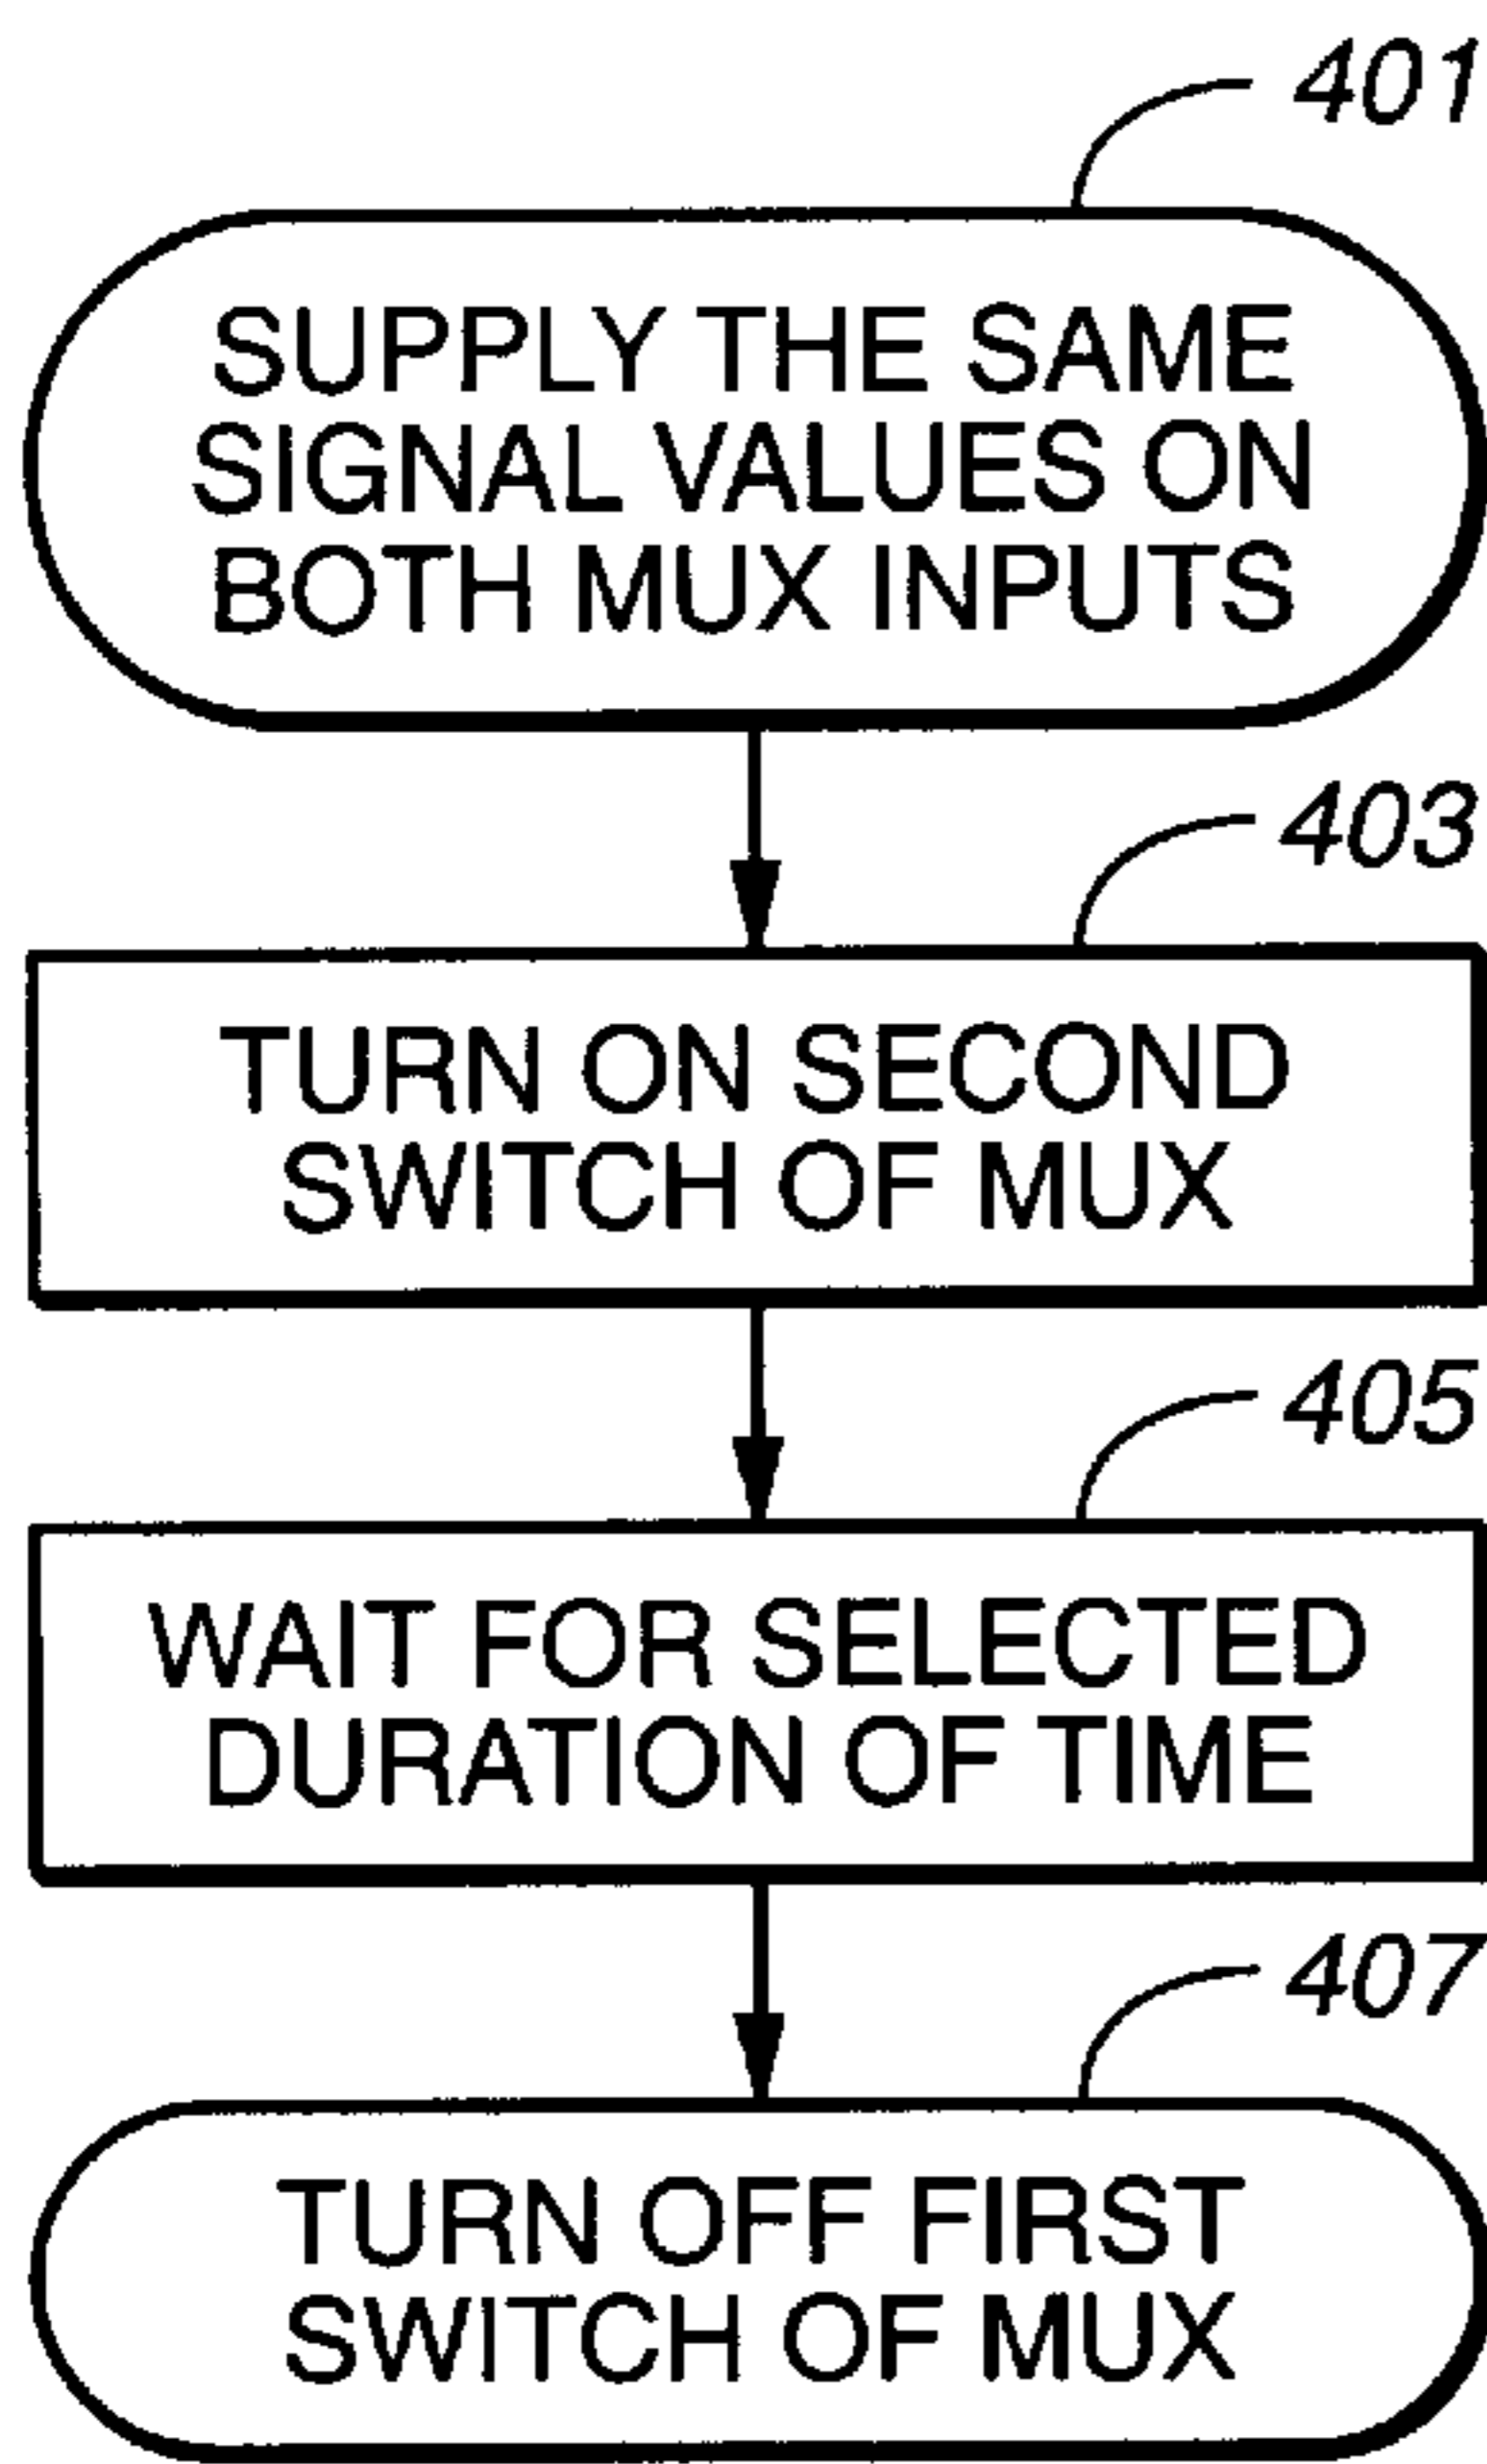 401
SUPPLY THE SAME
SIGNAL VALUES ON
BOTH MUX INPUTS
403
TURN ON SECOND
SWITCH OF MUX
405
WAIT FOR SELECTED
DURATION OF TIME
407
TURN OFF FIRST
SWITCH OF MUX